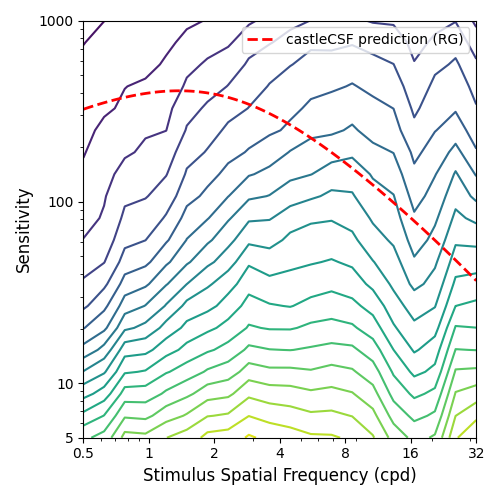 1000
castleCSF prediction (RG)
100
10
5
Sensitivity
0.5 1 2 4 8 16 32
Stimulus Spatial Frequency (cpd)